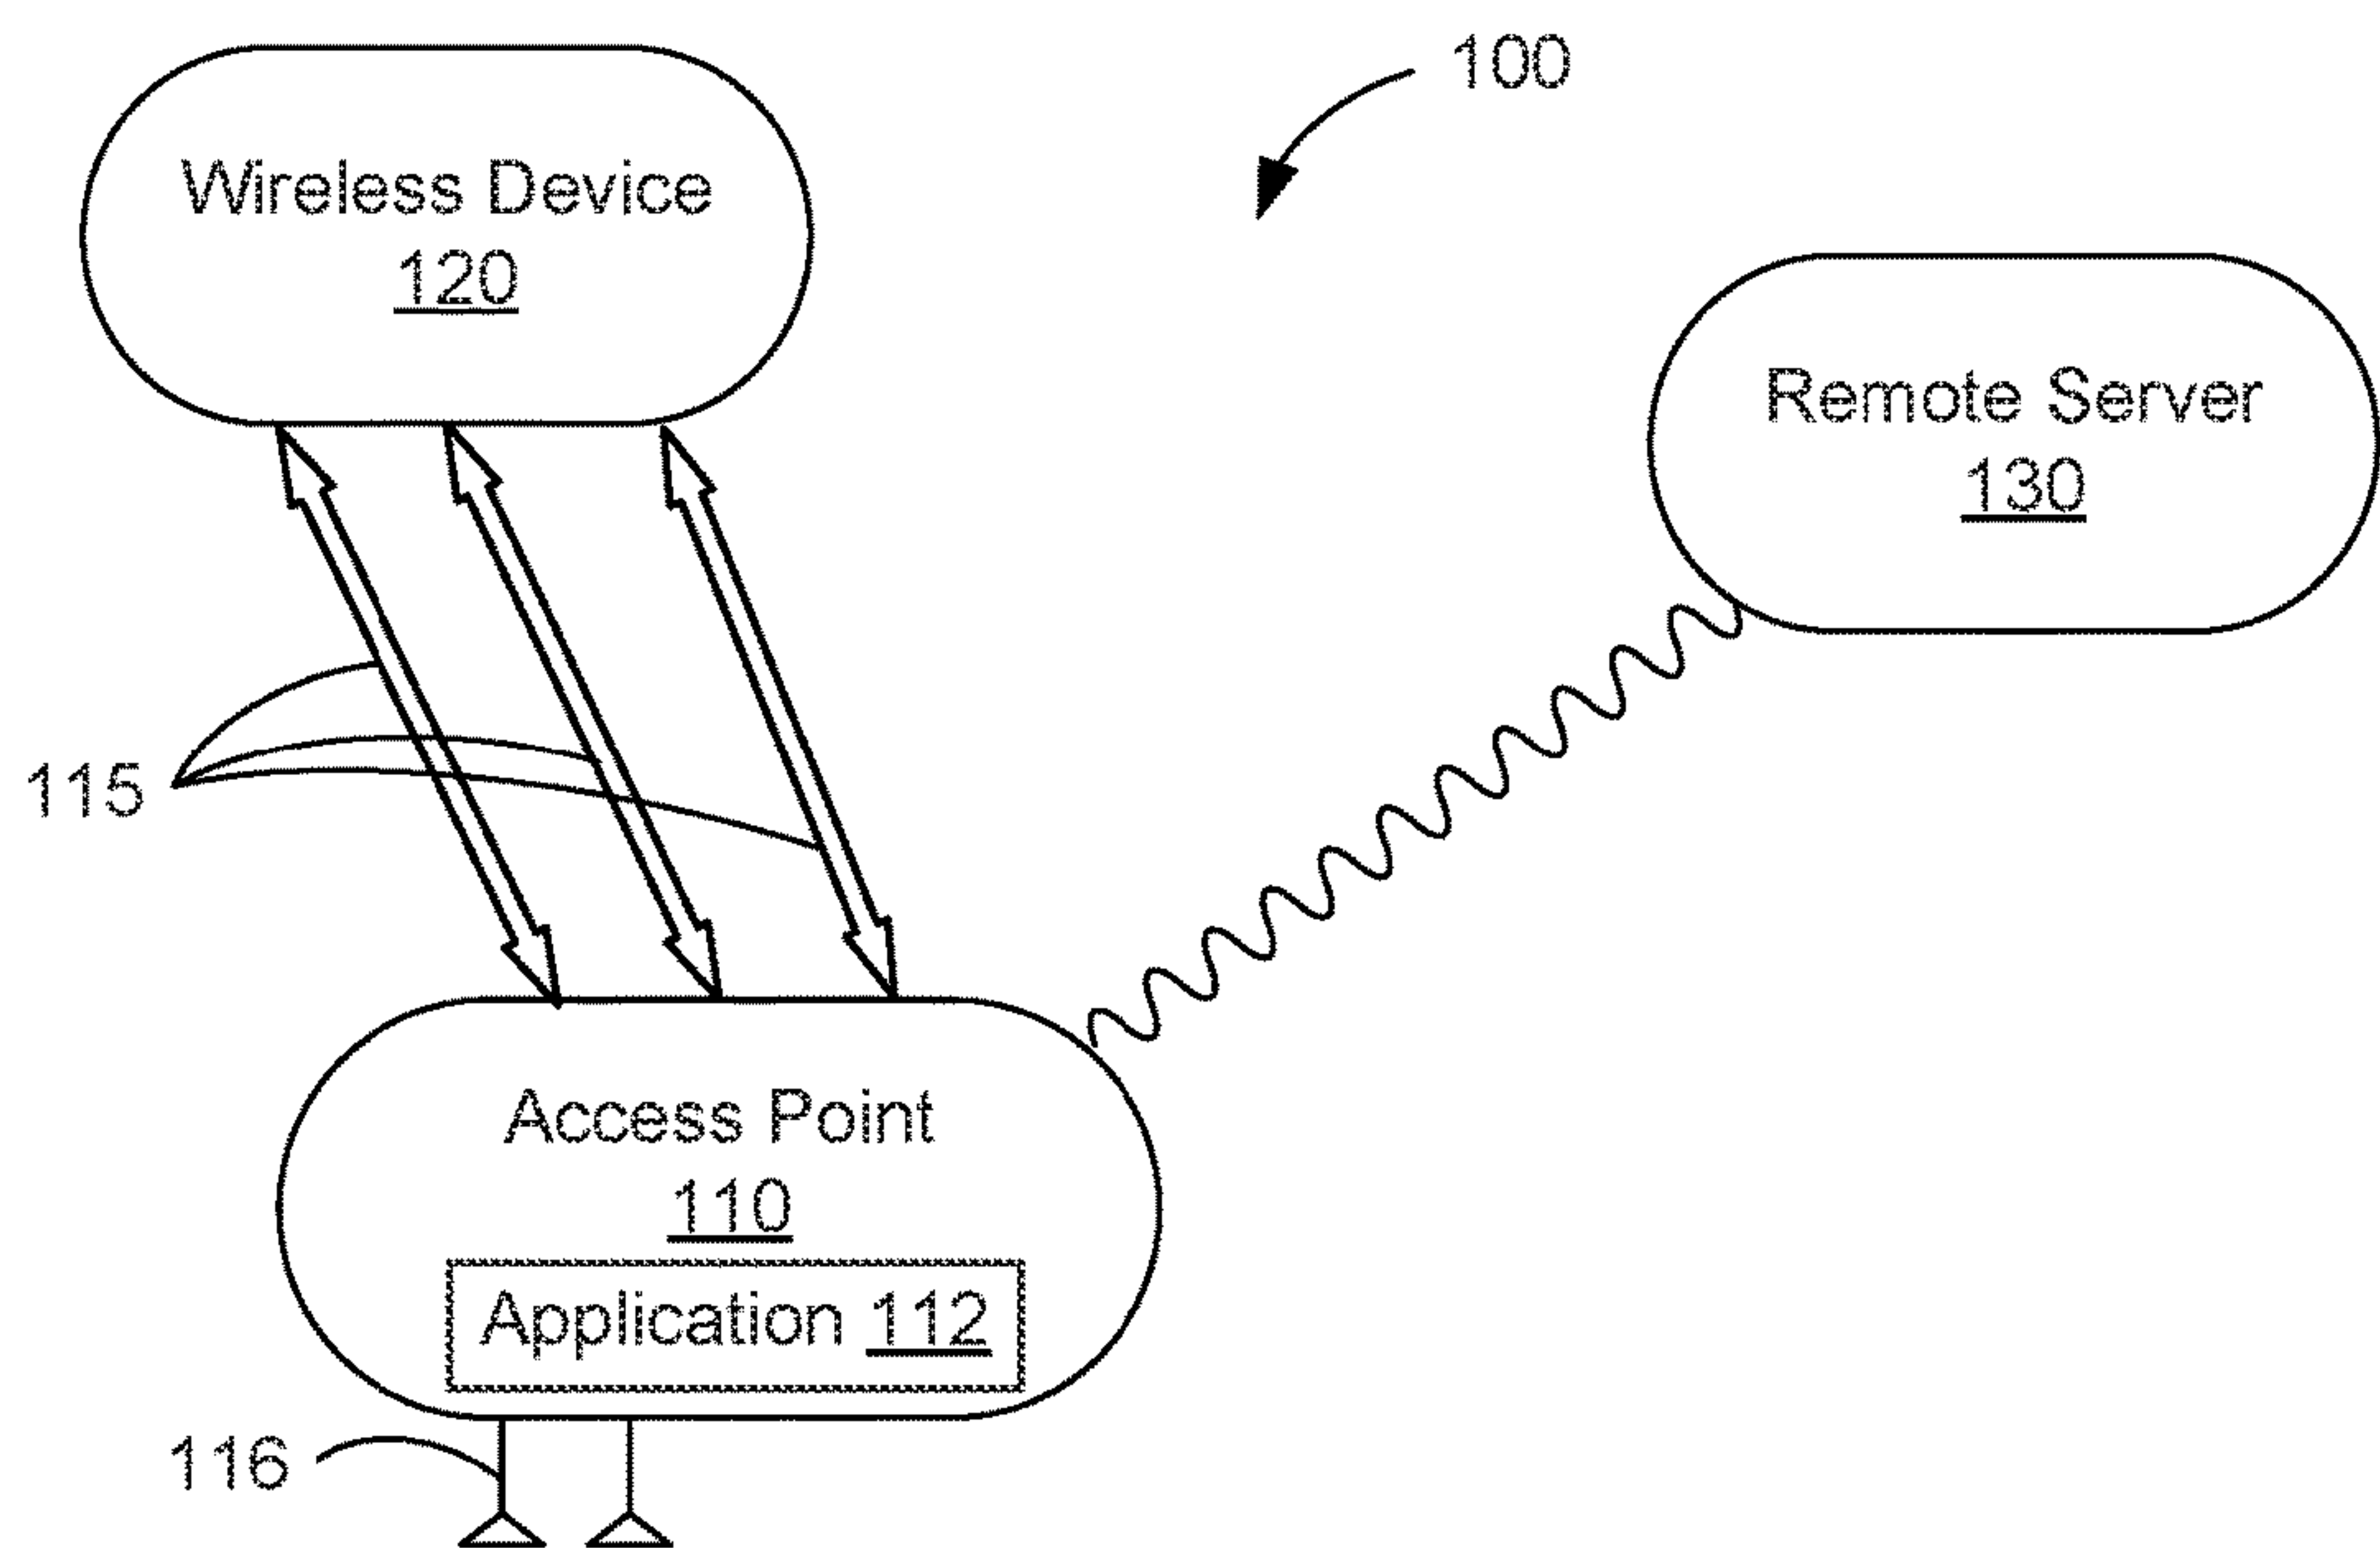 100
Wireless Device
120
Remote Server
130
115
Access Point
110
Application 112
116